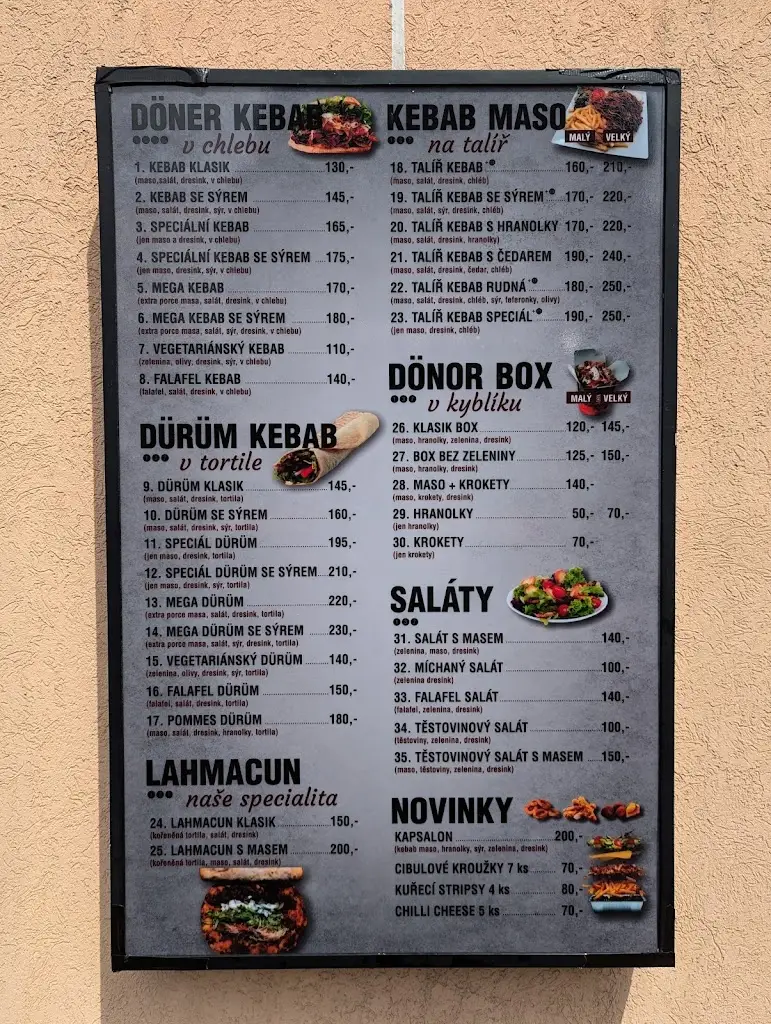 DÖNER KEBAB
v chlebu
1. KEBAB KLASIK 130,-
(maso,salát, dresink, v chlebu)
2. KEBAB SE SÝREM 145,-
(maso, salát, dresink, sýr, v chlebu)
3. SPECIÁLNÍ KEBAB 165,-
(jen maso a dresink, v chlebu)
4. SPECIÁLNÍ KEBAB SE SÝREM 175,-
(jen maso, dresink, sýr, v chlebu)
5. MEGA KEBAB 170,-
(extra porce masa, salát, dresink, v chlebu)
6. MEGA KEBAB SE SÝREM 180,-
(extra porce masa, salát, sýr, dresink, v chlebu)
7. VEGETARIÁNSKÝ KEBAB 110,-
(zelenina, olivy, dresink, sýr, v chlebu)
8. FALAFEL KEBAB 140,-
(falafel, salát, dresink, v chlebu)
DÜRÜM KEBAB
v tortile
9. DÜRÜM KLASIK 145,-
(maso, salát, dresink, tortila)
10. DÜRÜM SE SÝREM 160,-
(maso, salát, dresink, sýr, tortila)
11. SPECIÁL DÜRÜM 195,-
(jen maso, dresink, tortila)
12. SPECIÁL DÜRÜM SE SÝREM 210,-
(jen maso, dresink, sýr, tortila)
13. MEGA DÜRÜM 220,-
(extra porce masa, salát, dresink, tortila)
14. MEGA DÜRÜM SE SÝREM 230,-
(extra porce masa, salát, sýr, dresink, tortila)
15. VEGETARIÁNSKÝ DÜRÜM 140,-
(zelenina, olivy, dresink, sýr, tortila)
16. FALAFEL DÜRÜM 150,-
(falafel, salát, dresink, tortila)
17. POMMES DÜRÜM 180,-
(maso, salát, dresink, hranolky, tortila)
LAHMACUN
naše specialita
24. LAHMACUN KLASIK 150,-
(kořeněná tortila, salát, dresink)
25. LAHMACUN S MASEM 200,-
(kořeněná tortila, maso, salát, dresink)
KEBAB MASO
na talíř
MALÝ VELKÝ
18. TALÍŘ KEBAB 160,- 210,-
(maso, salát, dresink, chléb)
19. TALÍŘ KEBAB SE SÝREM 170,- 220,-
(maso, salát, sýr, dresink, chléb)
20. TALÍŘ KEBAB S HRANOLKY 170,- 220,-
(maso, salát, dresink, hranolky)
21. TALÍŘ KEBAB S ČEDAREM 190,- 240,-
(maso, salát, dresink, čedar, chléb)
22. TALÍŘ KEBAB RUDNÁ 180,- 250,-
(maso, salát, dresink, chléb, sýr, feferonky, olivy)
23. TALÍŘ KEBAB SPECIÁL 190,- 250,-
(jen maso, dresink, chléb)
DÖNOR BOX
v kyblíku
MALÝ VELKÝ
26. KLASIK BOX 120,- 145,-
(maso, hranolky, zelenina, dresink)
27. BOX BEZ ZELENINY 125,- 150,-
(maso, hranolky, dresink)
28. MASO + KROKETY 140,-
(maso, krokety, dresink)
29. HRANOLKY 50,- 70,-
(jen hranolky)
30. KROKETY 70,-
(jen krokety)
SALÁTY
31. SALÁT S MASEM 140,-
(zelenina, maso, dresink)
32. MÍCHANÝ SALÁT 100,-
(zelenina dresink)
33. FALAFEL SALÁT 140,-
(falafel, zelenina, dresink)
34. TĚSTOVINOVÝ SALÁT 100,-
(těstoviny, zelenina, dresink)
35. TĚSTOVINOVÝ SALÁT S MASEM 150,-
(maso, těstoviny, zelenina, dresink)
NOVINKY
KAPSALON 200,-
(kebab maso, hranolky, sýr, zelenina, dresink)
CIBULOVÉ KROUŽKY 7 ks 70,-
KUŘECÍ STRIPSY 4 ks 80,-
CHILLI CHEESE 5 ks 70,-